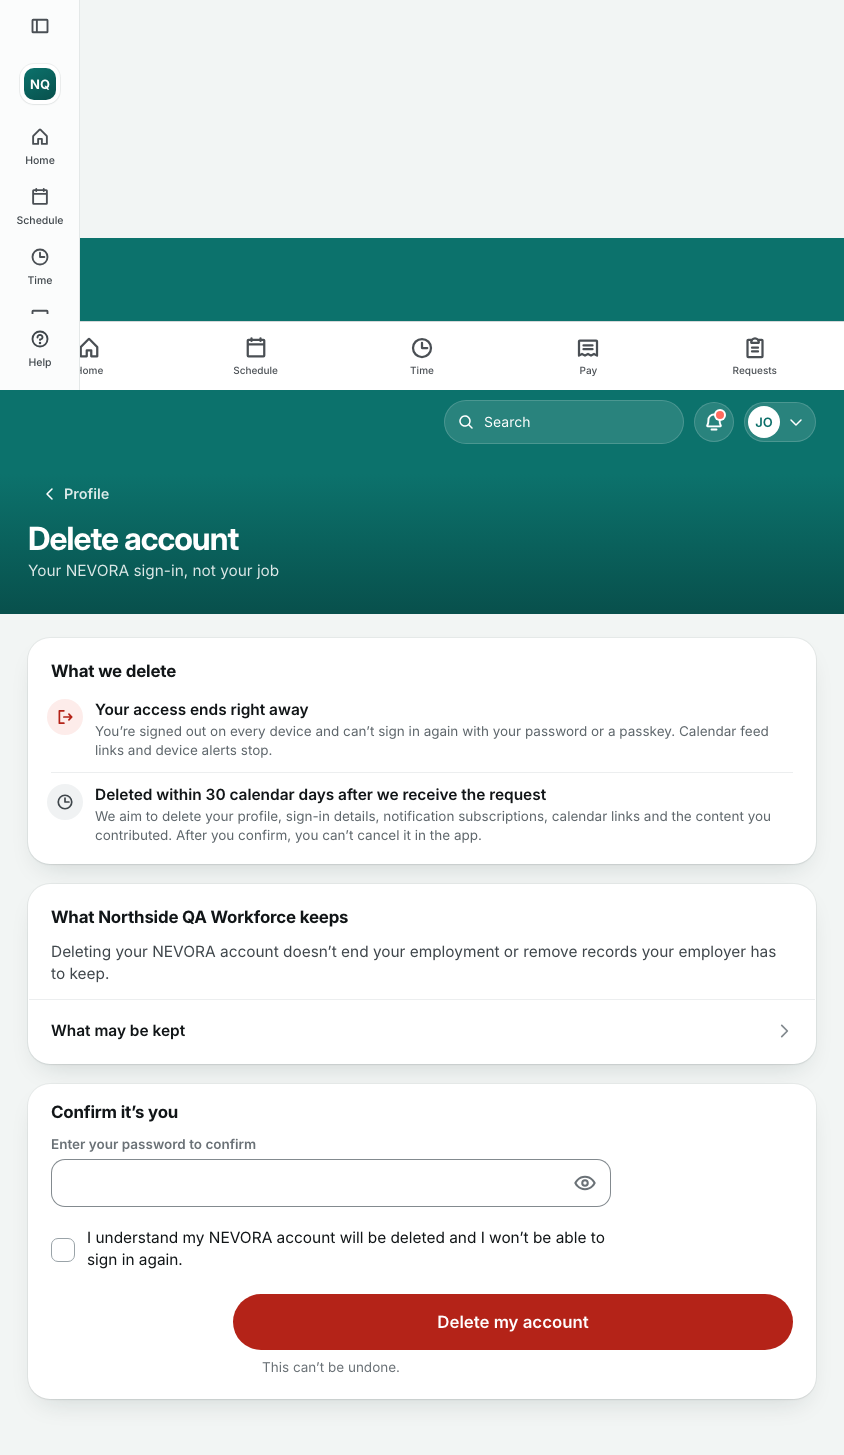 NQ
Home
Schedule
Time
Help
Home
Schedule
Time
Pay
Requests
Search
JO
Profile
Delete account
Your NEVORA sign-in, not your job
What we delete
Your access ends right away
You’re signed out on every device and can’t sign in again with your password or a passkey. Calendar feed
links and device alerts stop.
Deleted within 30 calendar days after we receive the request
We aim to delete your profile, sign-in details, notification subscriptions, calendar links and the content you
contributed. After you confirm, you can’t cancel it in the app.
What Northside QA Workforce keeps
Deleting your NEVORA account doesn’t end your employment or remove records your employer has
to keep.
What may be kept
Confirm it’s you
Enter your password to confirm
I understand my NEVORA account will be deleted and I won’t be able to
sign in again.
Delete my account
This can’t be undone.